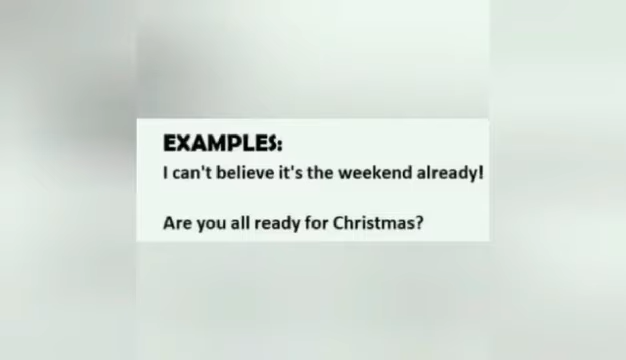 EXAMPLES:
I can't believe it's the weekend already!
Are you all ready for Christmas?